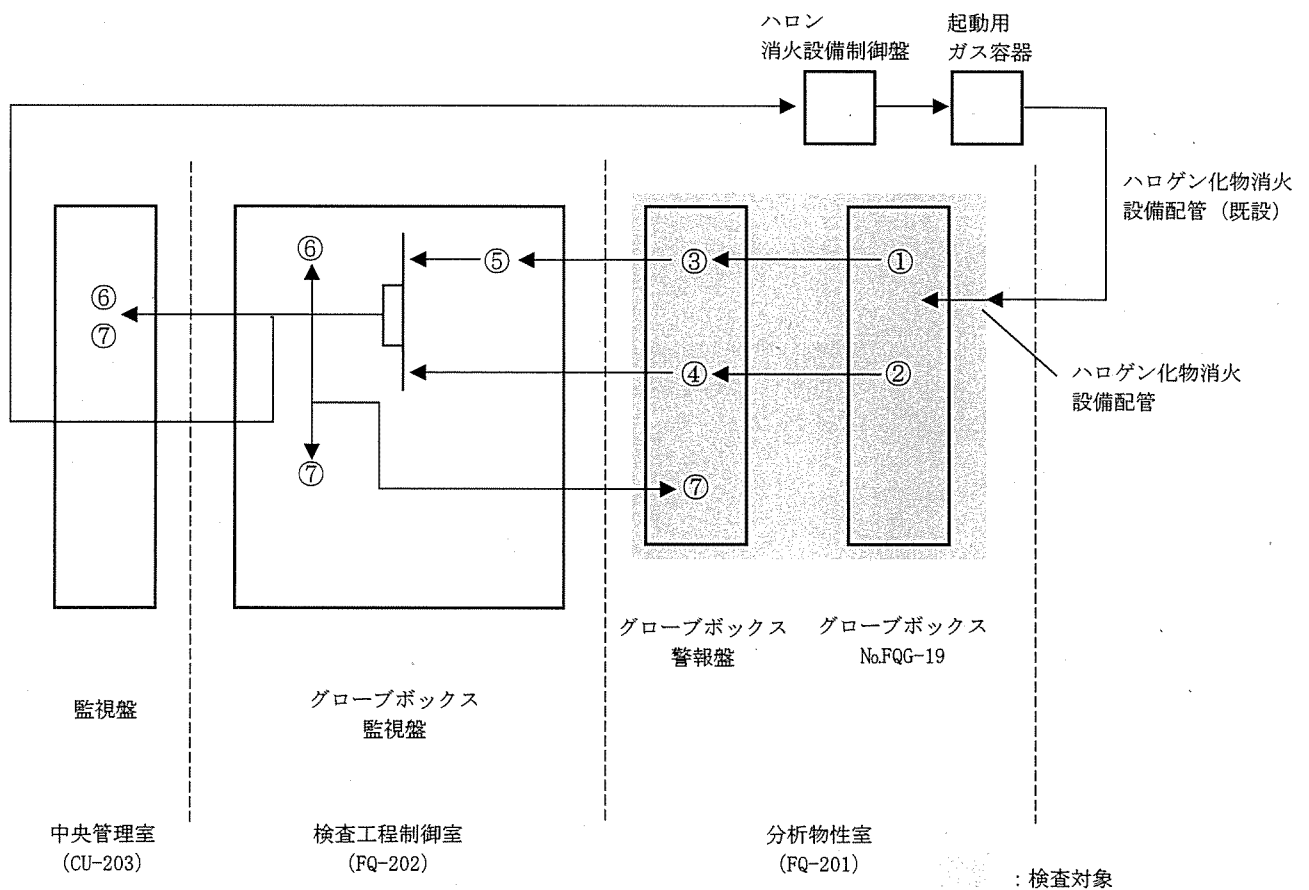 ハロン
消火設備制御盤
起動用
ガス容器
ハロゲン化物消火
設備配管(既設)
⑥
⑤
③
①
⑥
⑦
④
②
ハロゲン化物消火
設備配管
⑦
⑦
グローブボックス
警報盤
グローブボックス
No.FQG-19
監視盤
グローブボックス
監視盤
中央管理室
(CU-203)
検査工程制御室
(FQ-202)
分析物性室
(FQ-201)
:検査対象